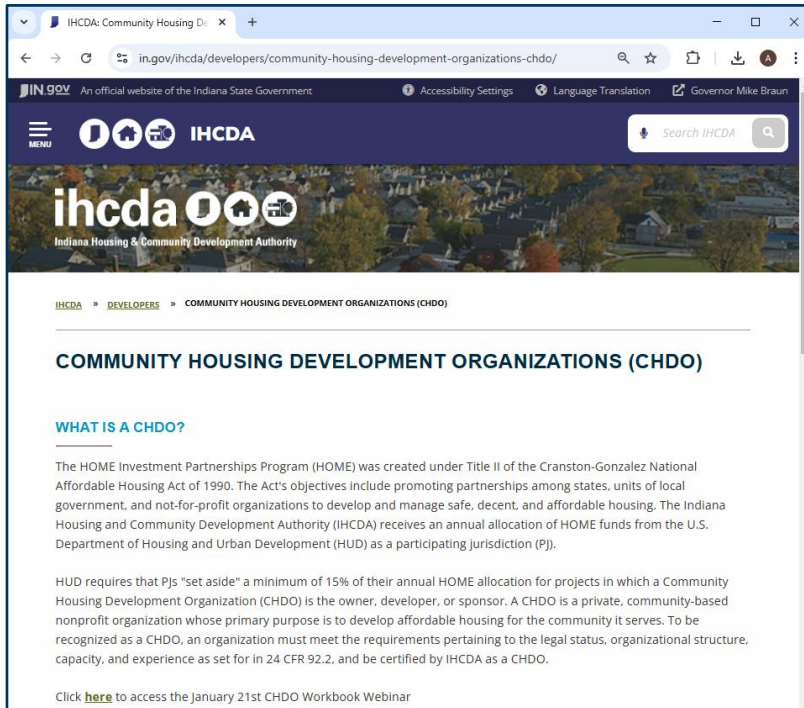 IHCDA: Community Housing De
in.gov/ihcda/developers/community-housing-development-organizations-chdo/
A
IN.gov An official website of the Indiana State Government Accessibility Settings Language Translation Governor Mike Braun
MENU
IHCDA
Search IHCDA
ihcda
Indiana Housing & Community Development Authority
IHCDA » DEVELOPERS » COMMUNITY HOUSING DEVELOPMENT ORGANIZATIONS (CHDO)
COMMUNITY HOUSING DEVELOPMENT ORGANIZATIONS (CHDO)
WHAT IS A CHDO?
The HOME Investment Partnerships Program (HOME) was created under Title II of the Cranston-Gonzalez National
Affordable Housing Act of 1990. The Act's objectives include promoting partnerships among states, units of local
government, and not-for-profit organizations to develop and manage safe, decent, and affordable housing. The Indiana
Housing and Community Development Authority (IHCDA) receives an annual allocation of HOME funds from the U.S.
Department of Housing and Urban Development (HUD) as a participating jurisdiction (PJ).
HUD requires that PJs "set aside" a minimum of 15% of their annual HOME allocation for projects in which a Community
Housing Development Organization (CHDO) is the owner, developer, or sponsor. A CHDO is a private, community-based
nonprofit organization whose primary purpose is to develop affordable housing for the community it serves. To be
recognized as a CHDO, an organization must meet the requirements pertaining to the legal status, organizational structure,
capacity, and experience as set for in 24 CFR 92.2, and be certified by IHCDA as a CHDO.
Click here to access the January 21st CHDO Workbook Webinar